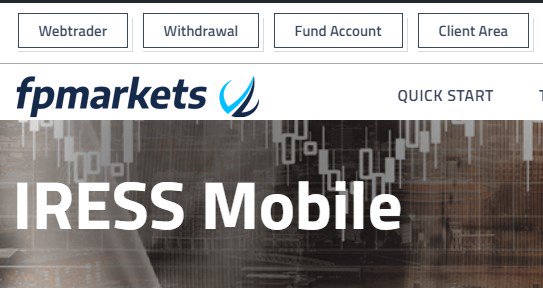 Webtrader Withdrawal Fund Account Client Area
fpmarkets QUICK START
IRESS Mobile